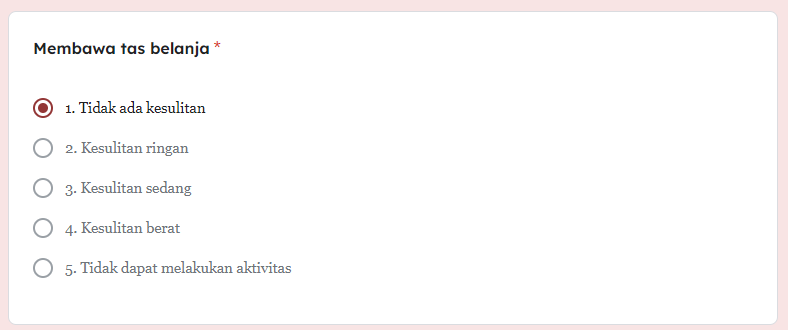 Membawa tas belanja *
1. Tidak ada kesulitan
2. Kesulitan ringan
3. Kesulitan sedang
4. Kesulitan berat
5. Tidak dapat melakukan aktivitas